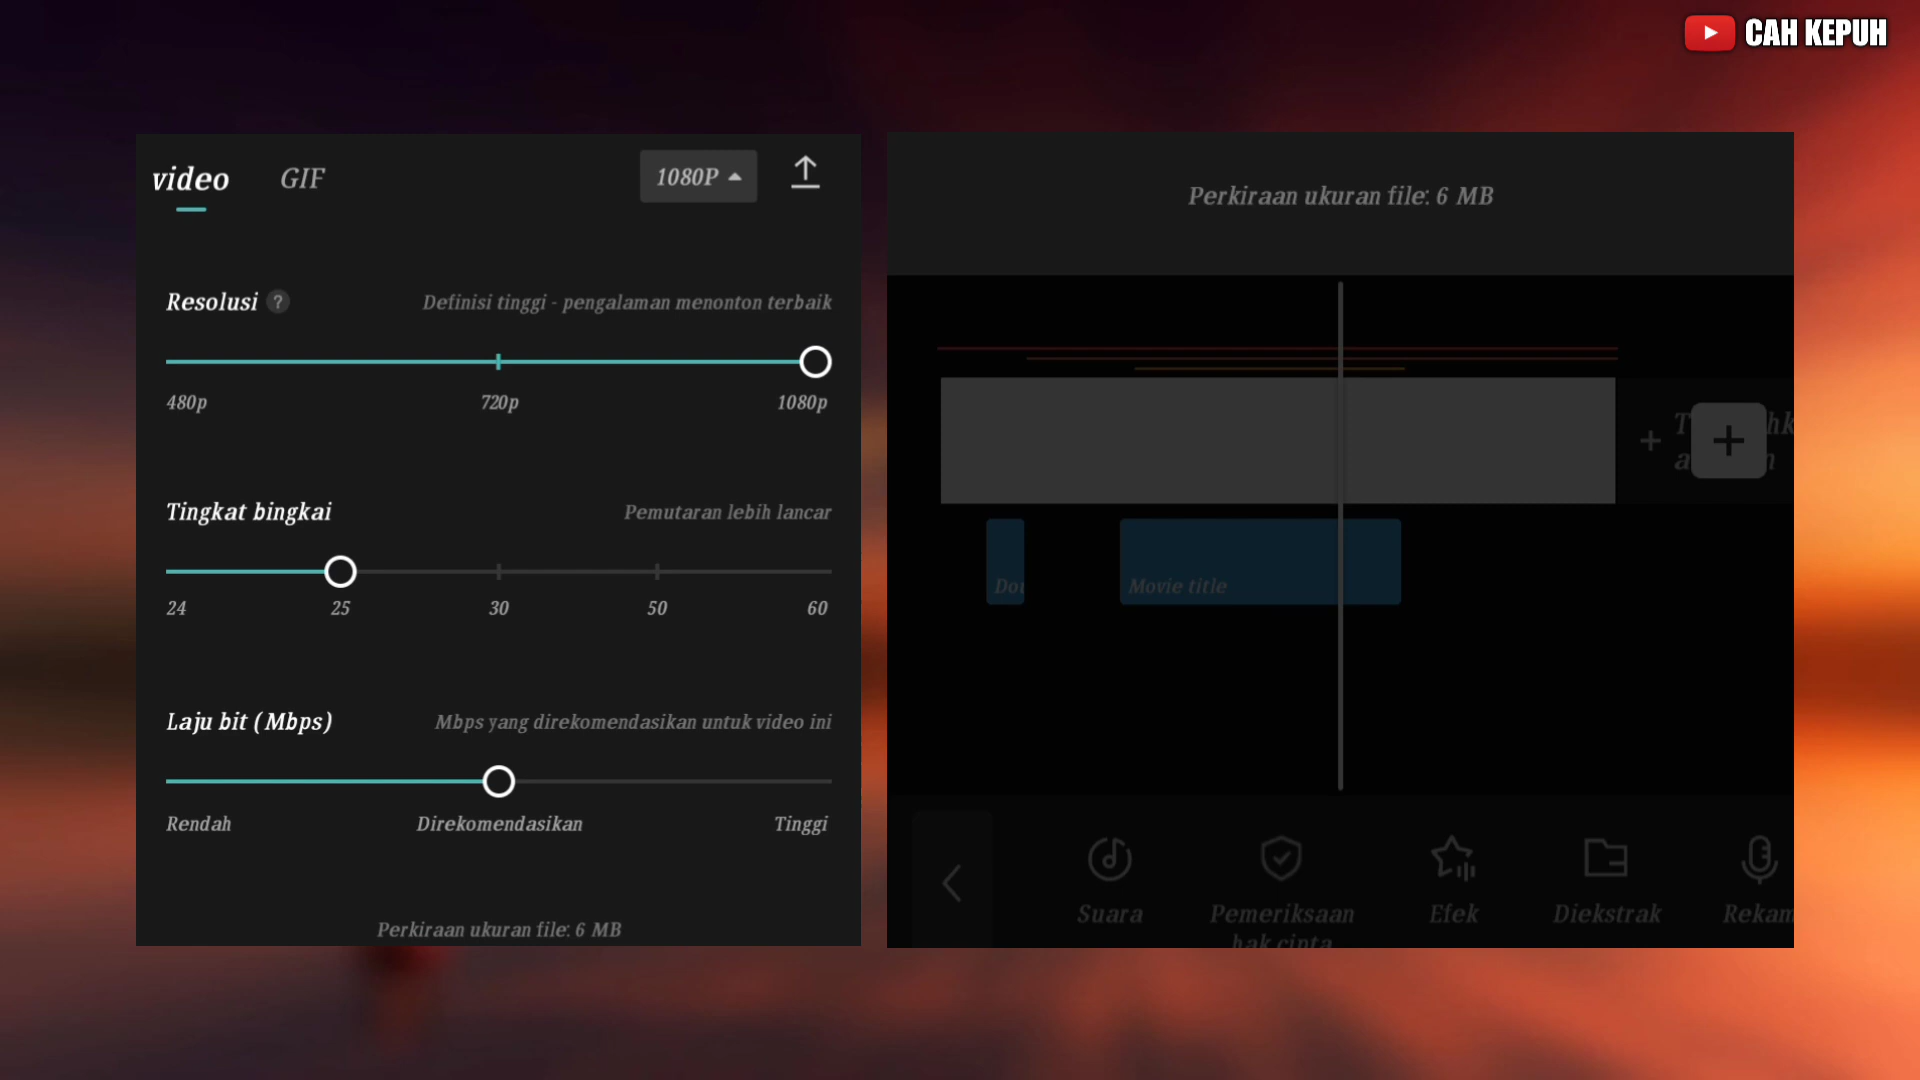 CAH KEPUH
video GIF 1080P
Resolusi ? Definisi tinggi - pengalaman menonton terbaik
480p 720p 1080p
Tingkat bingkai Pemutaran lebih lancar
24 25 30 50 60
Laju bit (Mbps) Mbps yang direkomendasikan untuk video ini
Rendah Direkomendasikan Tinggi
Perkiraan ukuran file: 6 MB
Perkiraan ukuran file: 6 MB
Movie title
Suara
Pemeriksaan
hak cipta
Efek
Diekstrak
Rekam